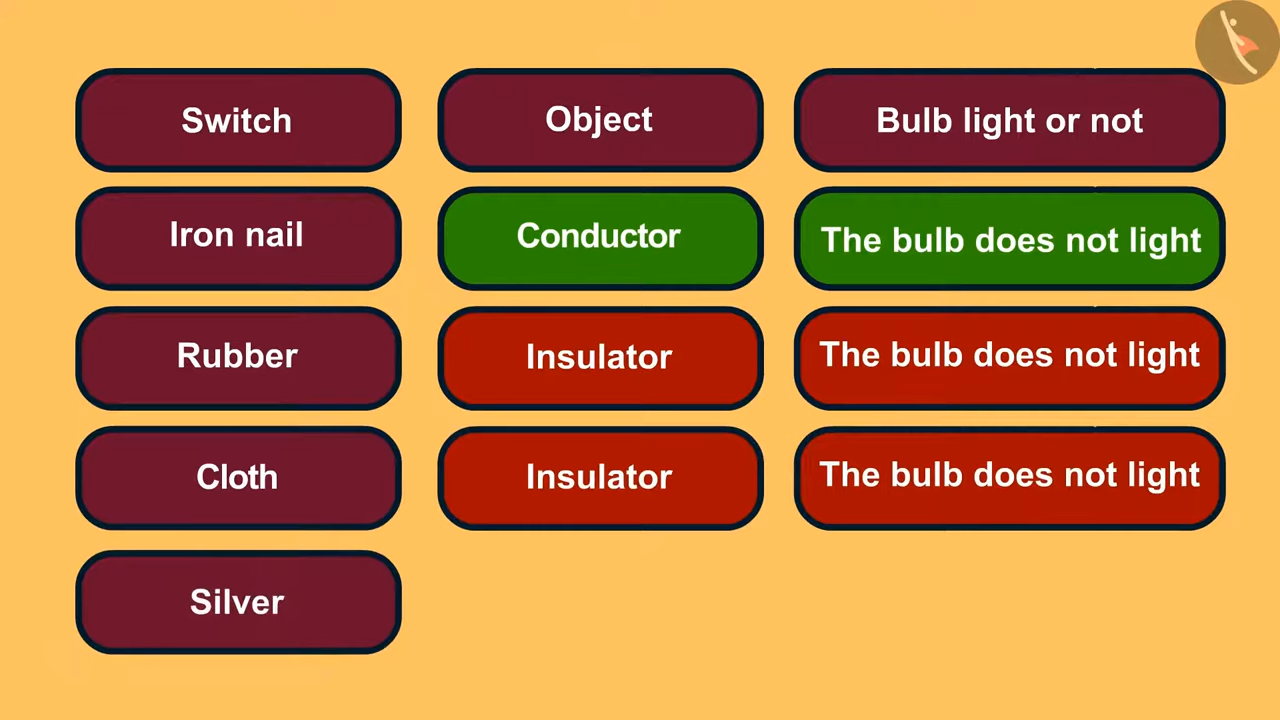 Switch
Object
Bulb light or not
Iron nail
Conductor
The bulb does not light
Rubber
Insulator
The bulb does not light
Cloth
Insulator
The bulb does not light
Silver